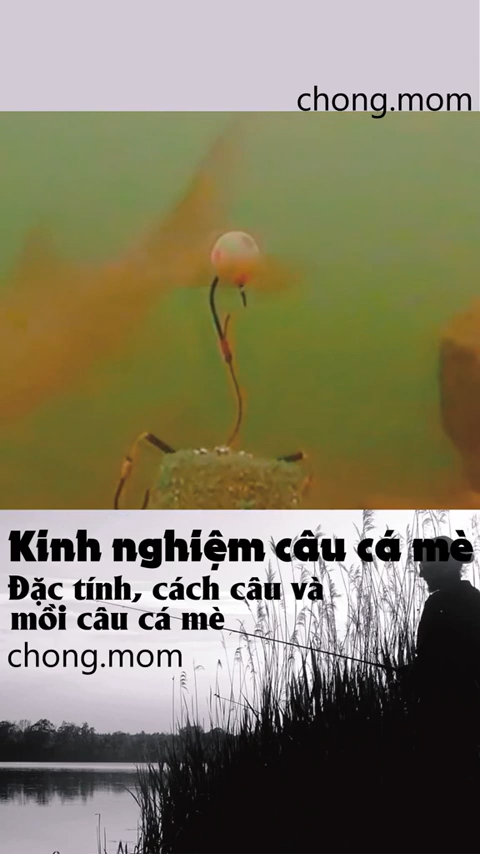 chong.mom
Kinh nghiệm câu cá mè
Đặc tính, cách câu và
mồi câu cá mè
chong.mom